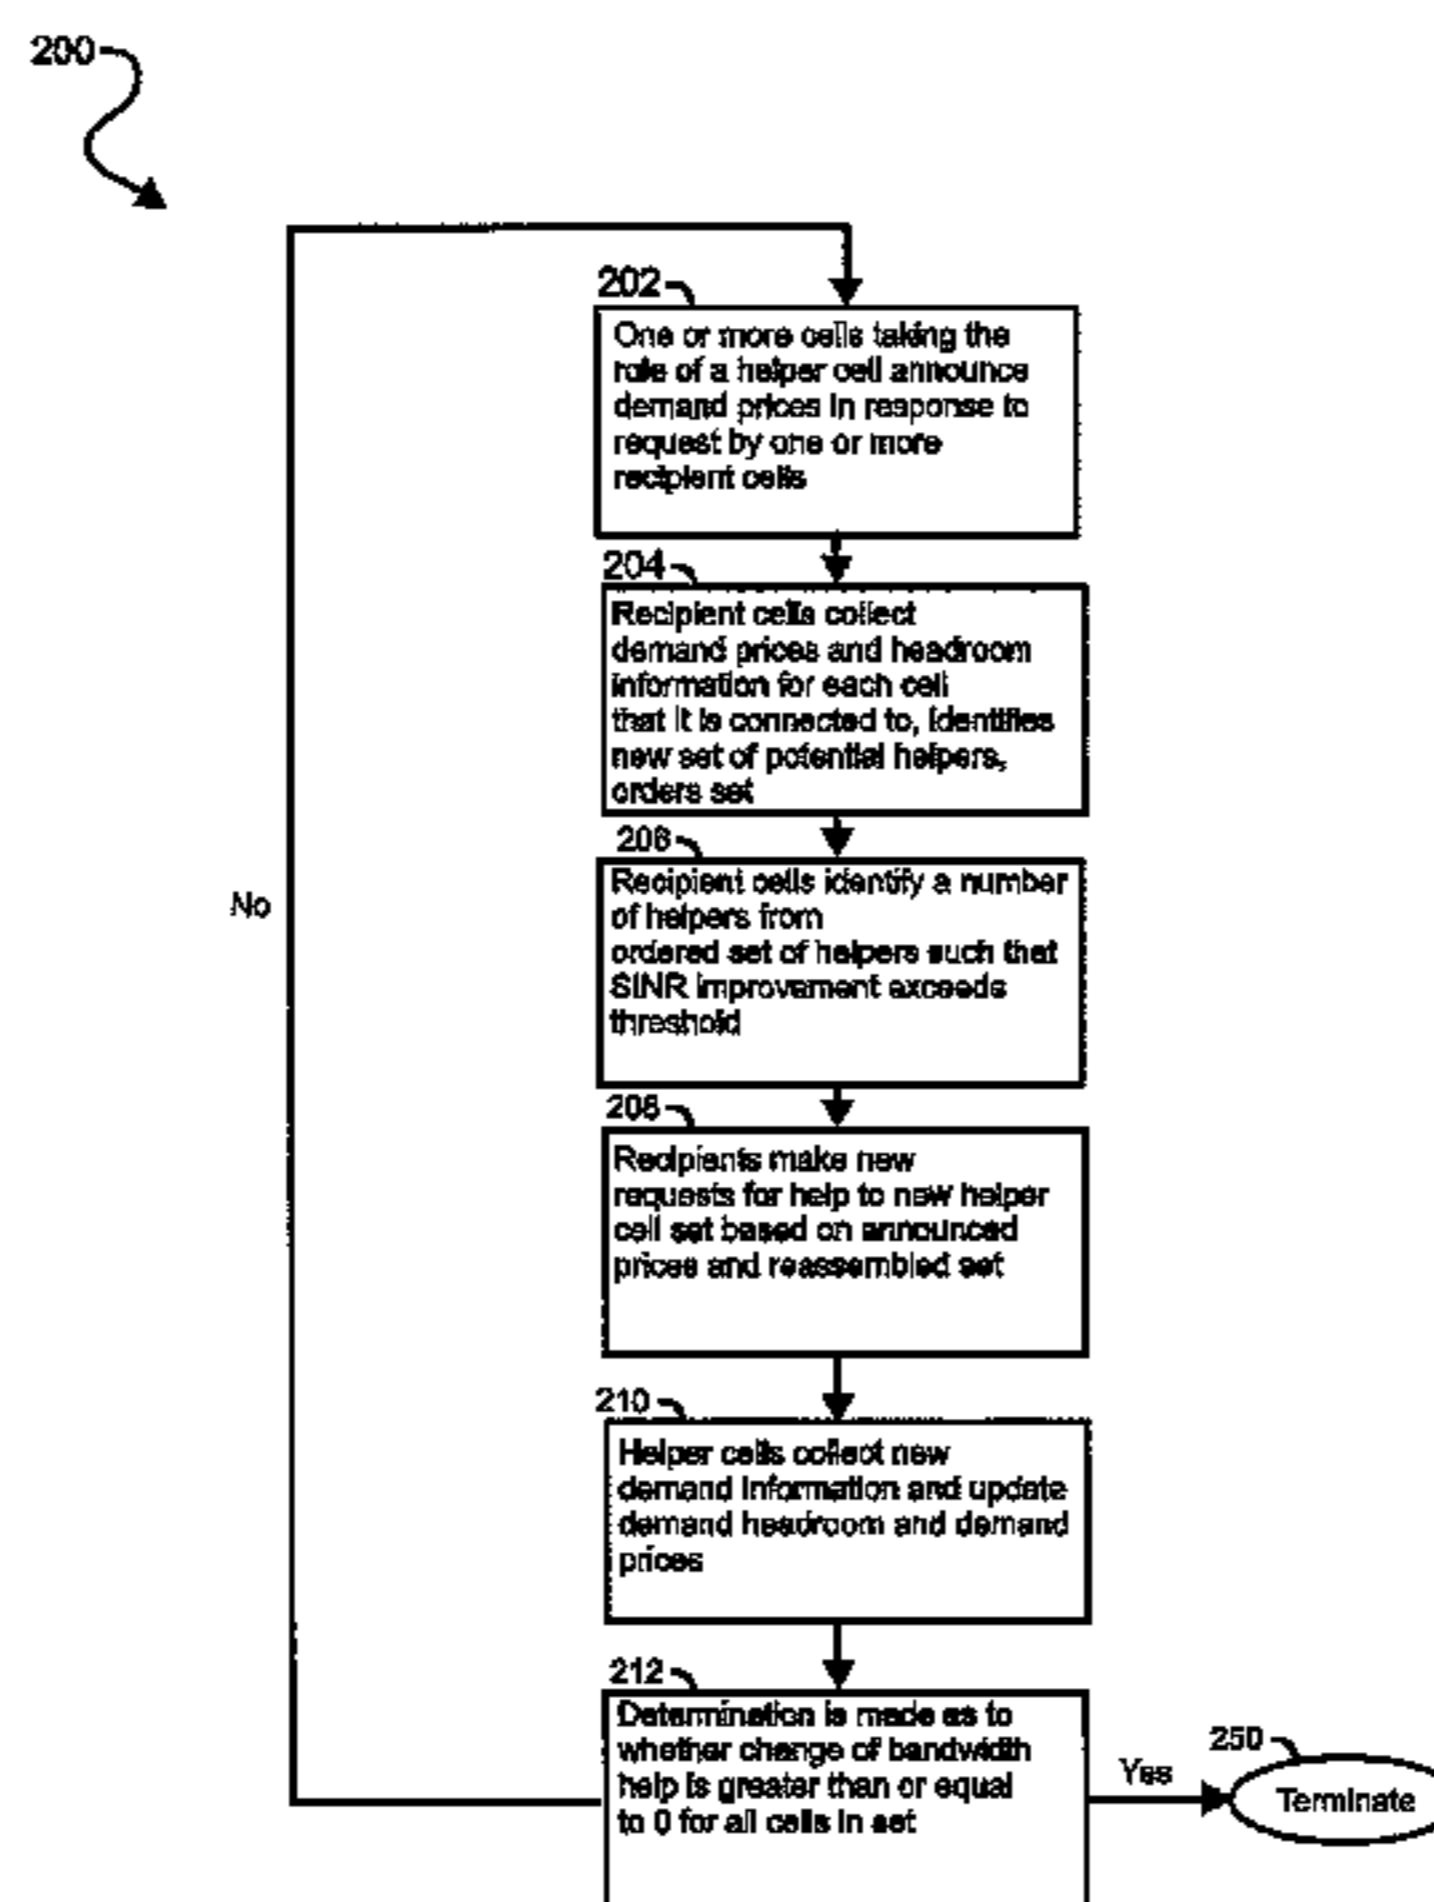 200
202
One or more cells taking the
role of a helper cell announce
demand prices in response to
request by one or more
recipient cells
204
Recipient cells collect
demand prices and headroom
information for each cell
that it is connected to, identifies
new set of potential helpers,
orders set
206
Recipient cells identify a number
of helpers from
ordered set of helpers such that
SINR improvement exceeds
threshold
No
208
Recipients make new
requests for help to new helper
cell set based on announced
prices and reassembled set
210
Helper cells collect new
demand information and update
demand headroom and demand
prices
212
Determination is made as to
whether change of bandwidth
help is greater than or equal
to 0 for all cells in set
Yes
250
Terminate